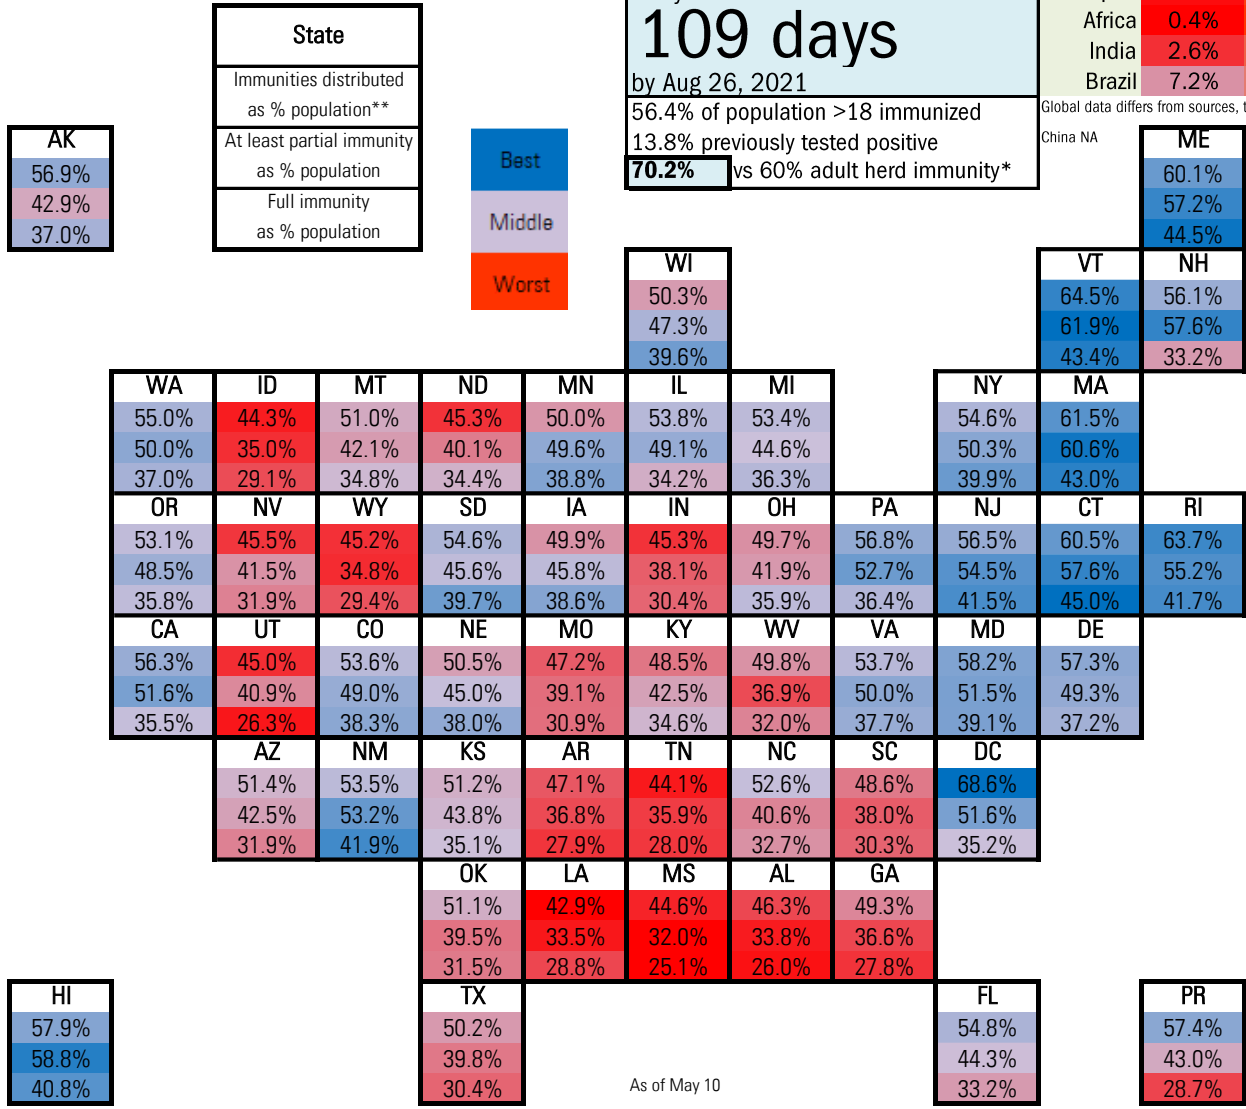 State
Immunities distributed
as % population**
At least partial immunity
as % population
Full immunity
as % population
Best
Middle
Worst
109 days
by Aug 26, 2021
56.4% of population >18 immunized
13.8% previously tested positive
70.2% vs 60% adult herd immunity*
Africa 0.4%
India 2.6%
Brazil 7.2%
Global data differs from sources, t
China NA
AK
56.9%
42.9%
37.0%
ME
60.1%
57.2%
44.5%
WI VT NH
50.3% 64.5% 56.1%
47.3% 61.9% 57.6%
39.6% 43.4% 33.2%
WA ID MT ND MN IL MI NY MA
55.0% 44.3% 51.0% 45.3% 50.0% 53.8% 53.4% 54.6% 61.5%
50.0% 35.0% 42.1% 40.1% 49.6% 49.1% 44.6% 50.3% 60.6%
37.0% 29.1% 34.8% 34.4% 38.8% 34.2% 36.3% 39.9% 43.0%
OR NV WY SD IA IN OH PA NJ CT RI
53.1% 45.5% 45.2% 54.6% 49.9% 45.3% 49.7% 56.8% 56.5% 60.5% 63.7%
48.5% 41.5% 34.8% 45.6% 45.8% 38.1% 41.9% 52.7% 54.5% 57.6% 55.2%
35.8% 31.9% 29.4% 39.7% 38.6% 30.4% 35.9% 36.4% 41.5% 45.0% 41.7%
CA UT CO NE MO KY WV VA MD DE
56.3% 45.0% 53.6% 50.5% 47.2% 48.5% 49.8% 53.7% 58.2% 57.3%
51.6% 40.9% 49.0% 45.0% 39.1% 42.5% 36.9% 50.0% 51.5% 49.3%
35.5% 26.3% 38.3% 38.0% 30.9% 34.6% 32.0% 37.7% 39.1% 37.2%
AZ NM KS AR TN NC SC DC
51.4% 53.5% 51.2% 47.1% 44.1% 52.6% 48.6% 68.6%
42.5% 53.2% 43.8% 36.8% 35.9% 40.6% 38.0% 51.6%
31.9% 41.9% 35.1% 27.9% 28.0% 32.7% 30.3% 35.2%
OK LA MS AL GA
51.1% 42.9% 44.6% 46.3% 49.3%
39.5% 33.5% 32.0% 33.8% 36.6%
31.5% 28.8% 25.1% 26.0% 27.8%
HI TX FL PR
57.9% 50.2% 54.8% 57.4%
58.8% 39.8% 44.3% 43.0%
40.8% 30.4% 33.2% 28.7%
As of May 10